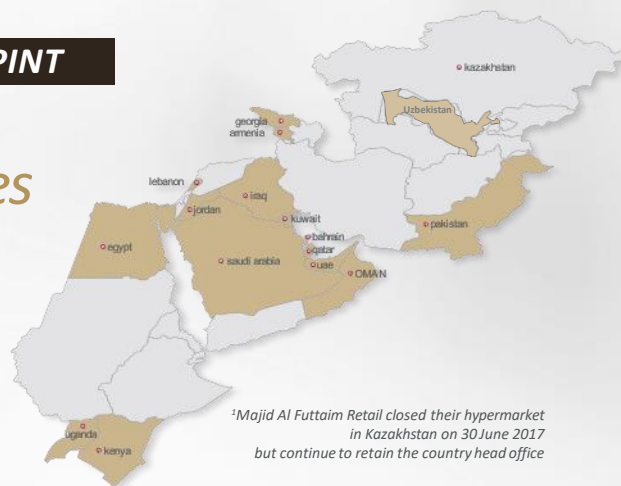 PINT
es
kazakhstan
Uzbekistan
georgia
armenia
lebanon
iraq
jordan
kuwait
pakistan
bahrain
egypt
qatar
saudi arabia
uae
OMAN
uganda
kenya
¹Majid Al Futtaim Retail closed their hypermarket
in Kazakhstan on 30 June 2017
but continue to retain the country head office